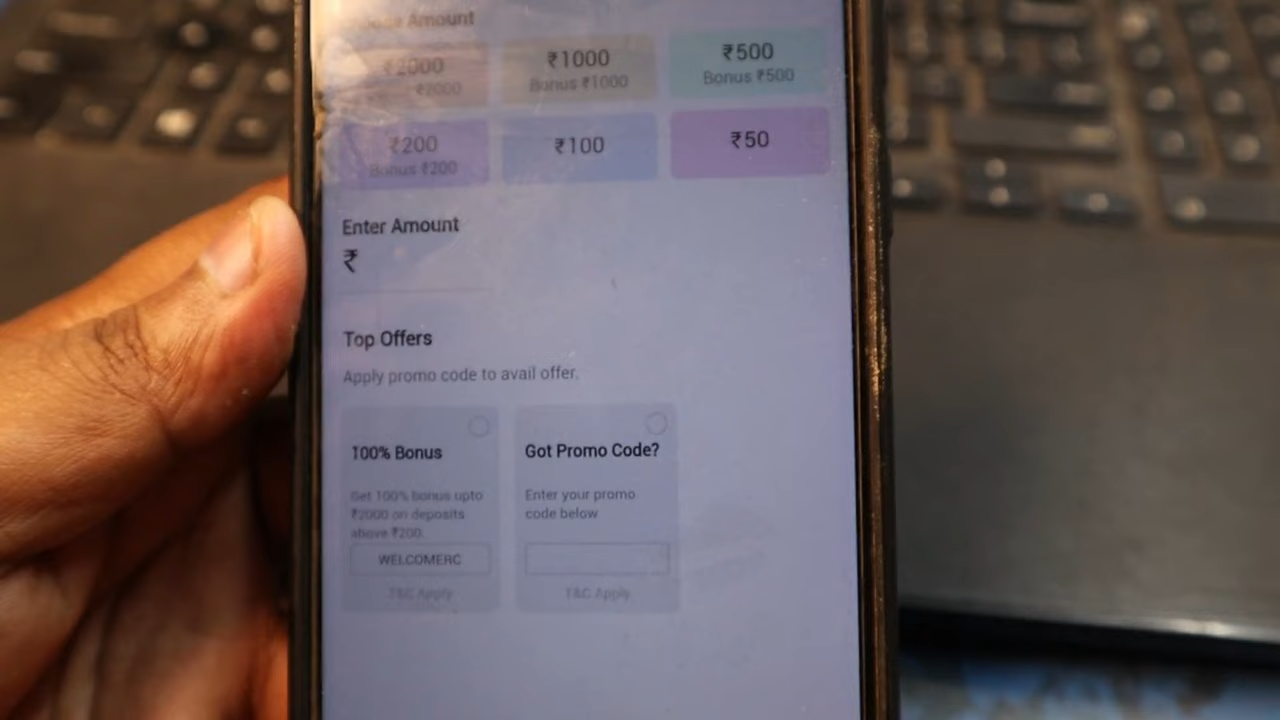 Choose Amount
₹2000 ₹1000 ₹500
₹2000 Bonus ₹1000 Bonus ₹500
₹200 ₹100 ₹50
Bonus ₹200
Enter Amount
₹
Top Offers
Apply promo code to avail offer.
100% Bonus
Get 100% bonus upto
₹2000 on deposits
above ₹200.
WELCOMERC
T&C Apply
Got Promo Code?
Enter your promo
code below
T&C Apply